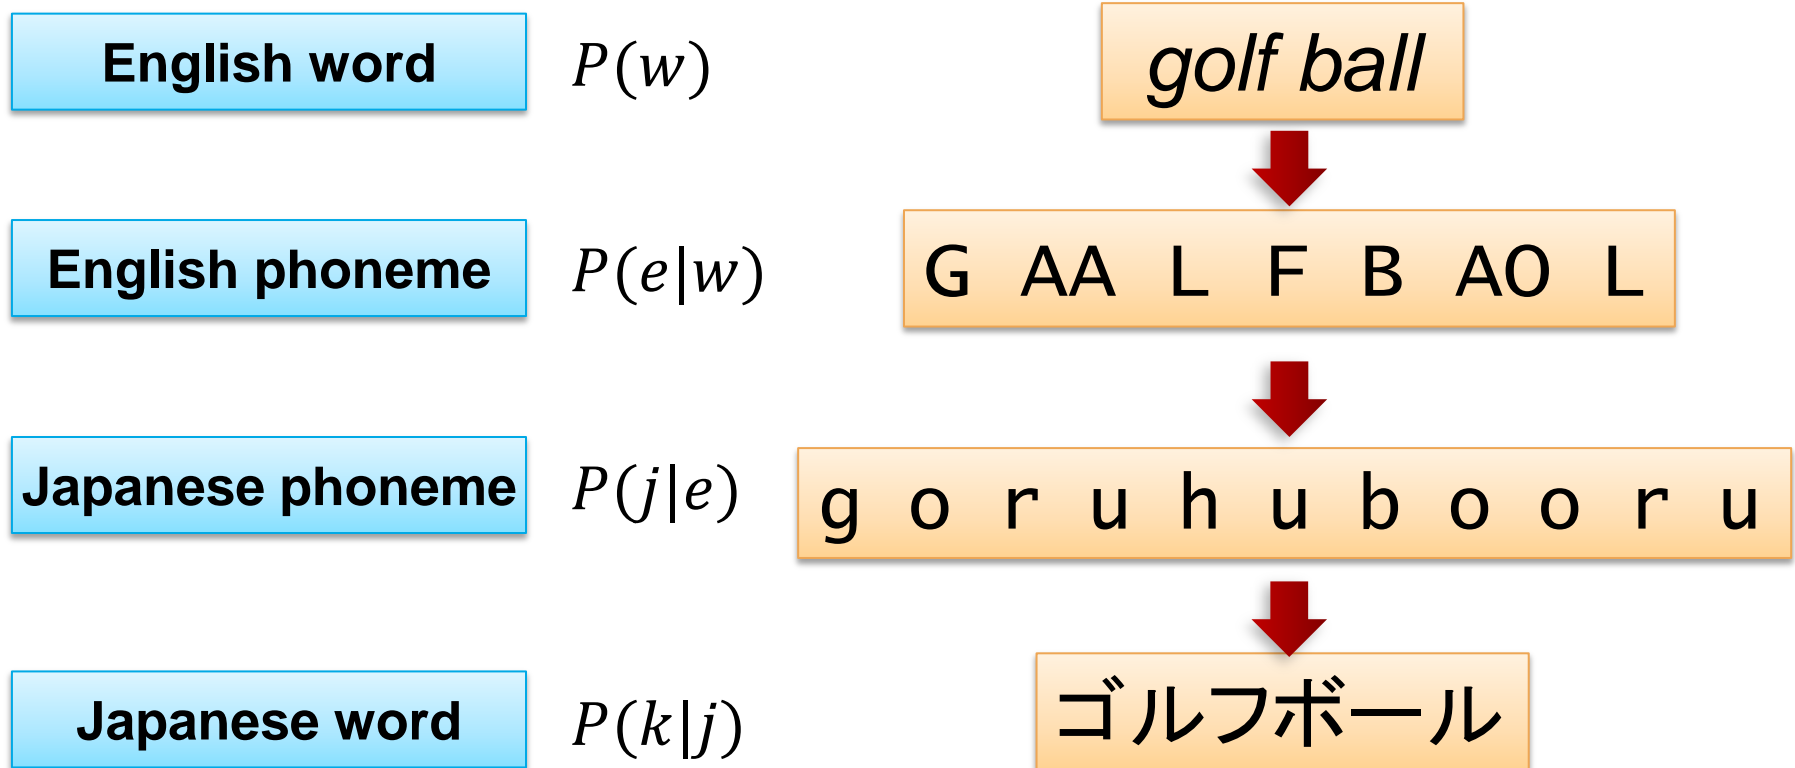 English word P(w) golf ball
English phoneme P(e|w) G AA L F B AO L
Japanese phoneme P(j|e) g o r u h u b o o r u
Japanese word P(k|j) ゴルフボール